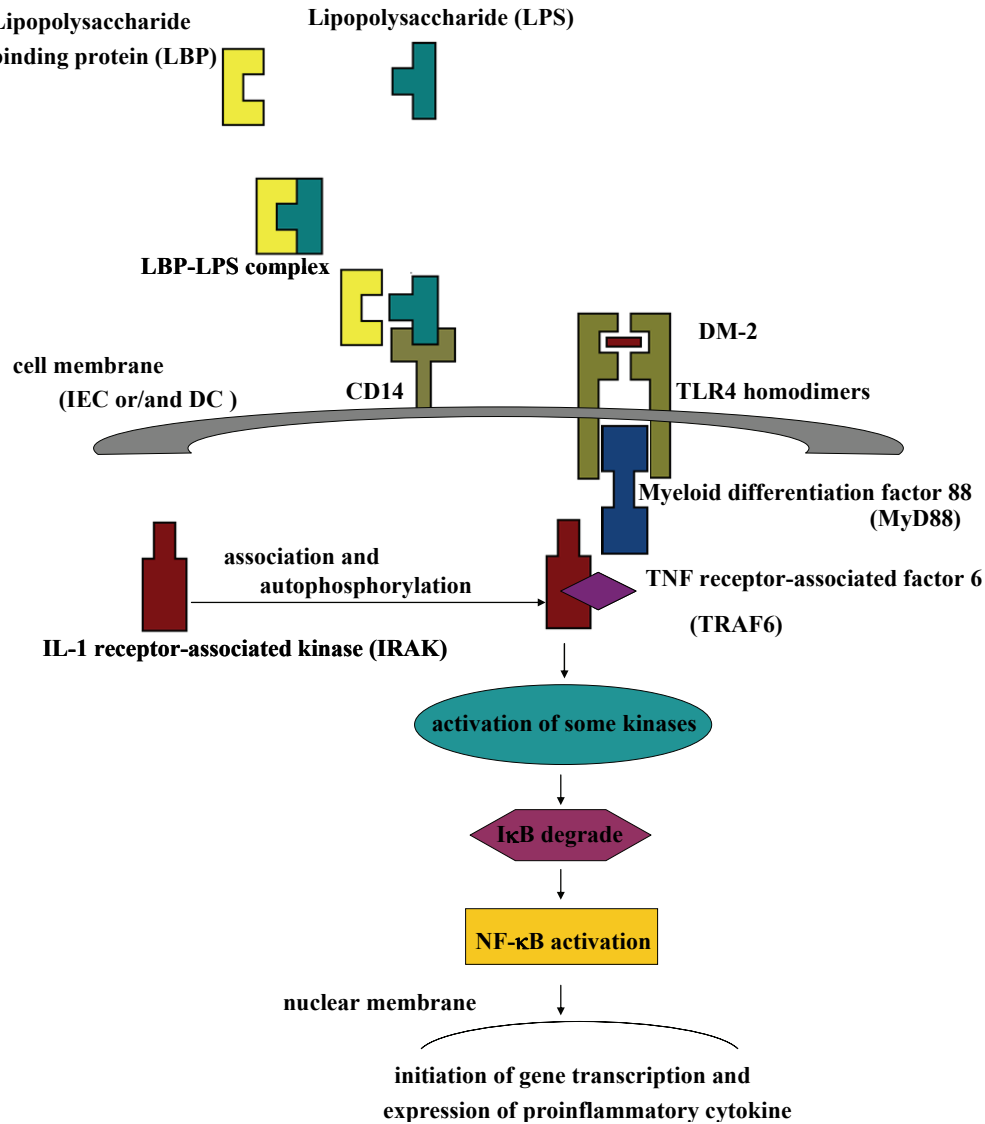 Lipopolysaccharide
binding protein (LBP)
Lipopolysaccharide (LPS)
LBP-LPS complex
cell membrane
(IEC or/and DC )
CD14
DM-2
TLR4 homodimers
Myeloid differentiation factor 88
(MyD88)
association and
autophosphorylation
TNF receptor-associated factor 6
(TRAF6)
IL-1 receptor-associated kinase (IRAK)
activation of some kinases
IκB degrade
NF-κB activation
nuclear membrane
initiation of gene transcription and
expression of proinflammatory cytokine